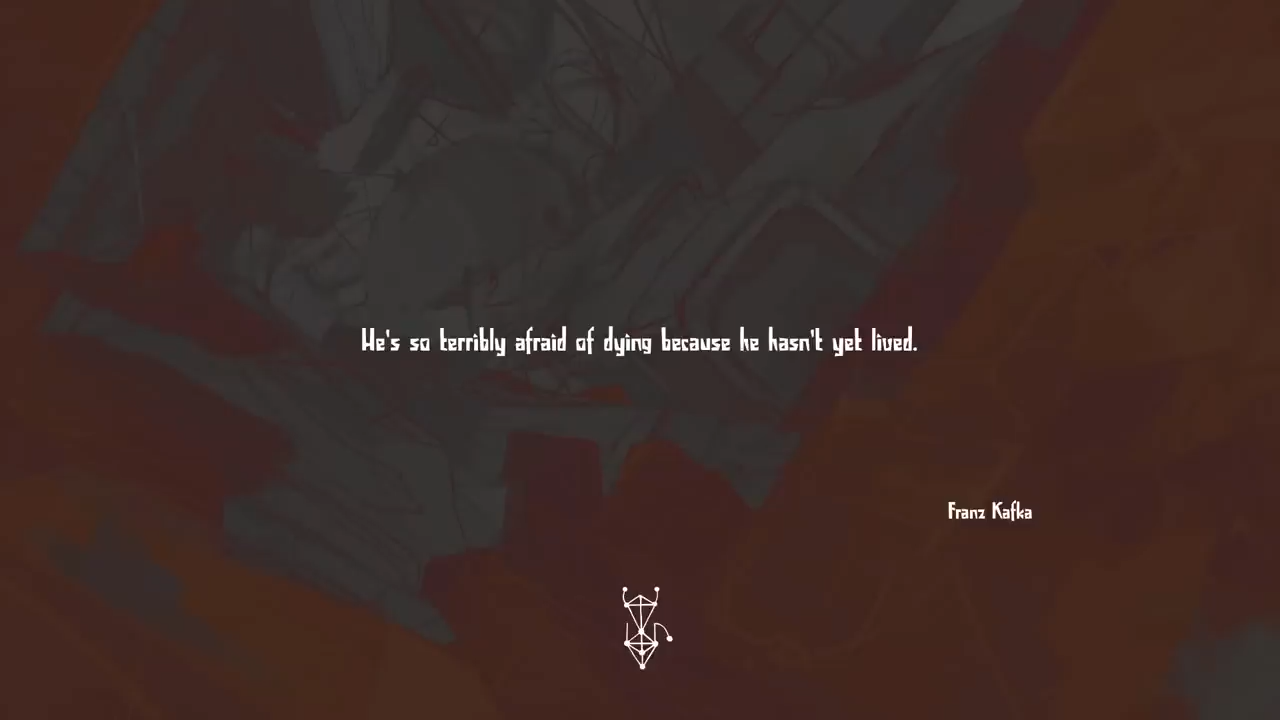 He's so terribly afraid of dying because he hasn't yet lived.
Franz Kafka